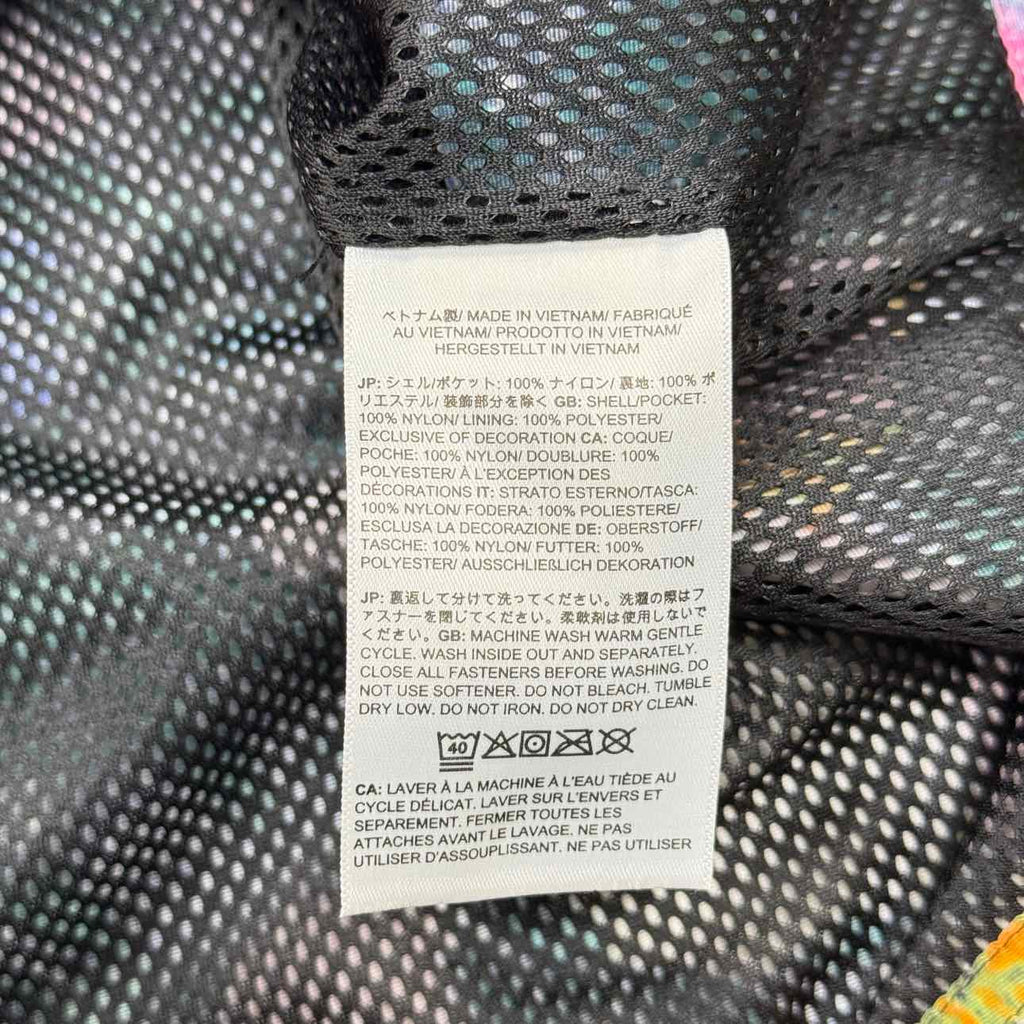 ベトナム製/ MADE IN VIETNAM/ FABRIQUÉ
AU VIETNAM/ PRODOTTO IN VIETNAM/
HERGESTELLT IN VIETNAM
JP: シェル/ポケット: 100% ナイロン/ 裏地: 100% ポ
リエステル/ 装飾部分を除く GB: SHELL/POCKET:
100% NYLON/ LINING: 100% POLYESTER/
EXCLUSIVE OF DECORATION CA: COQUE/
POCHE: 100% NYLON/ DOUBLURE: 100%
POLYESTER/ À L'EXCEPTION DES
DÉCORATIONS IT: STRATO ESTERNO/TASCA:
100% NYLON/ FODERA: 100% POLIESTERE/
ESCLUSA LA DECORAZIONE DE: OBERSTOFF/
TASCHE: 100% NYLON/ FUTTER: 100%
POLYESTER/ AUSSCHLIEßLICH DEKORATION
JP: 裏返して分けて洗ってください。洗濯の際はフ
ァスナーを閉じてください。柔軟剤は使用しないで
ください。GB: MACHINE WASH WARM GENTLE
CYCLE. WASH INSIDE OUT AND SEPARATELY.
CLOSE ALL FASTENERS BEFORE WASHING. DO
NOT USE SOFTENER. DO NOT BLEACH. TUMBLE
DRY LOW. DO NOT IRON. DO NOT DRY CLEAN.
40
CA: LAVER À LA MACHINE À L'EAU TIÈDE AU
CYCLE DÉLICAT. LAVER SUR L'ENVERS ET
SEPAREMENT. FERMER TOUTES LES
ATTACHES AVANT LE LAVAGE. NE PAS
UTILISER D'ASSOUPLISSANT. NE PAS UTILISER